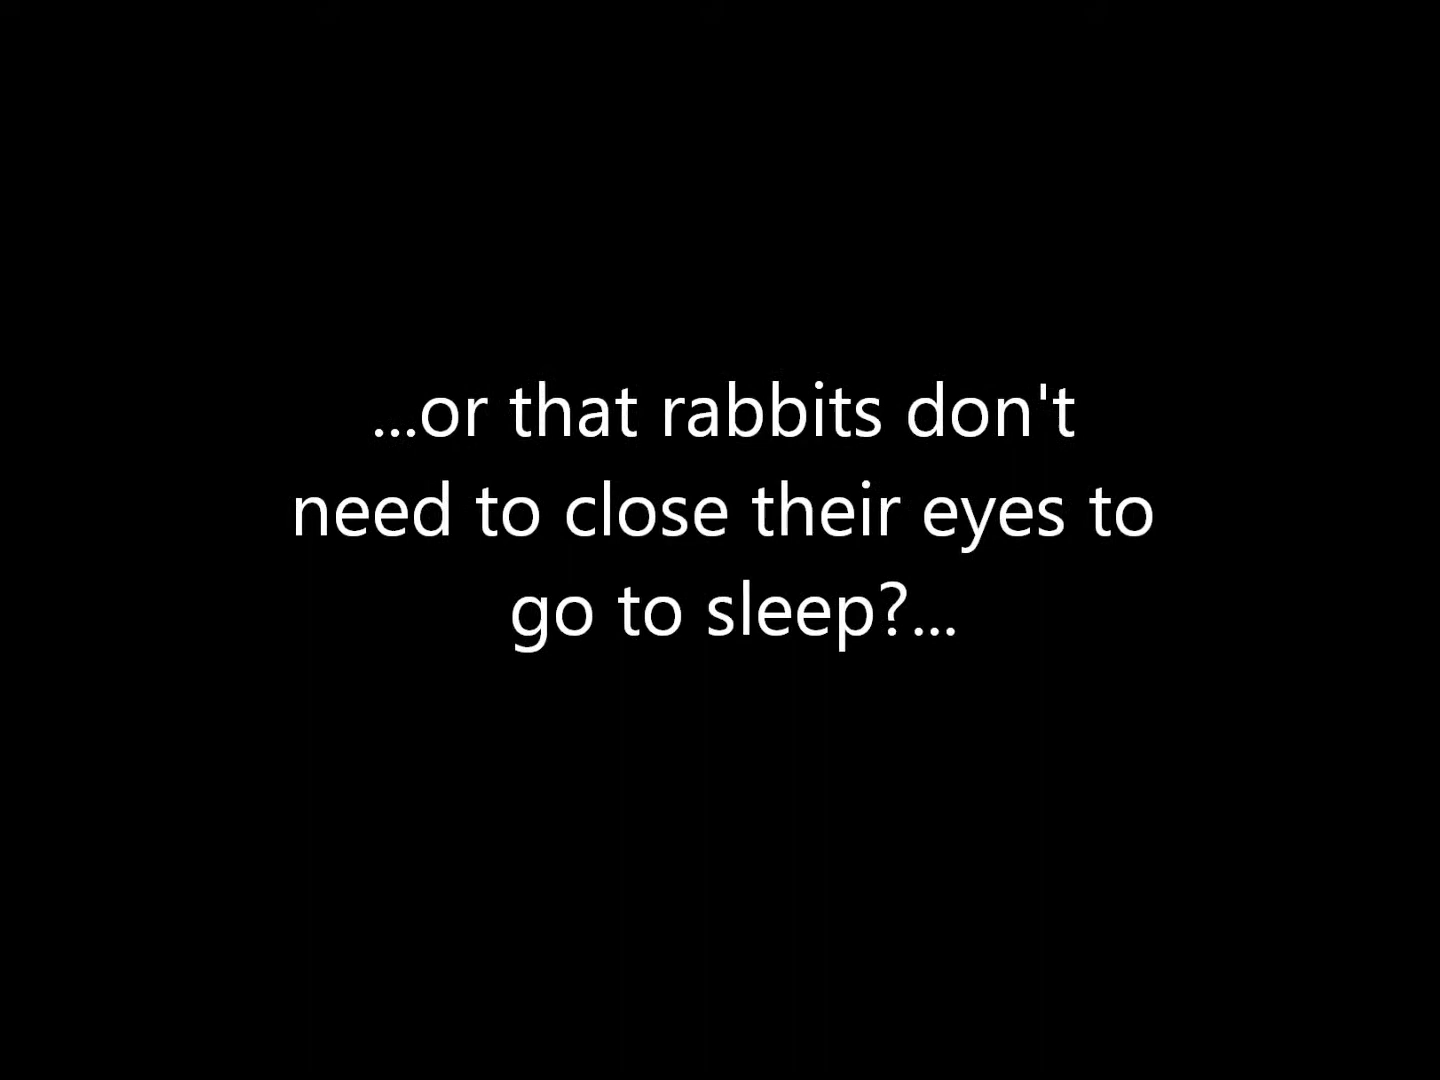 ...or that rabbits don't
need to close their eyes to
go to sleep?...